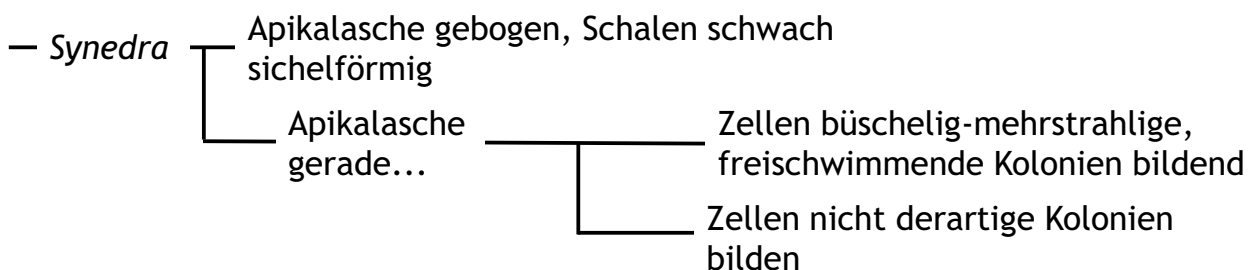 Synedra
Apikalasche gebogen, Schalen schwach
sichelförmig
Apikalasche
gerade...
Zellen büschelig-mehrstrahlige,
freischwimmende Kolonien bildend
Zellen nicht derartige Kolonien
bilden